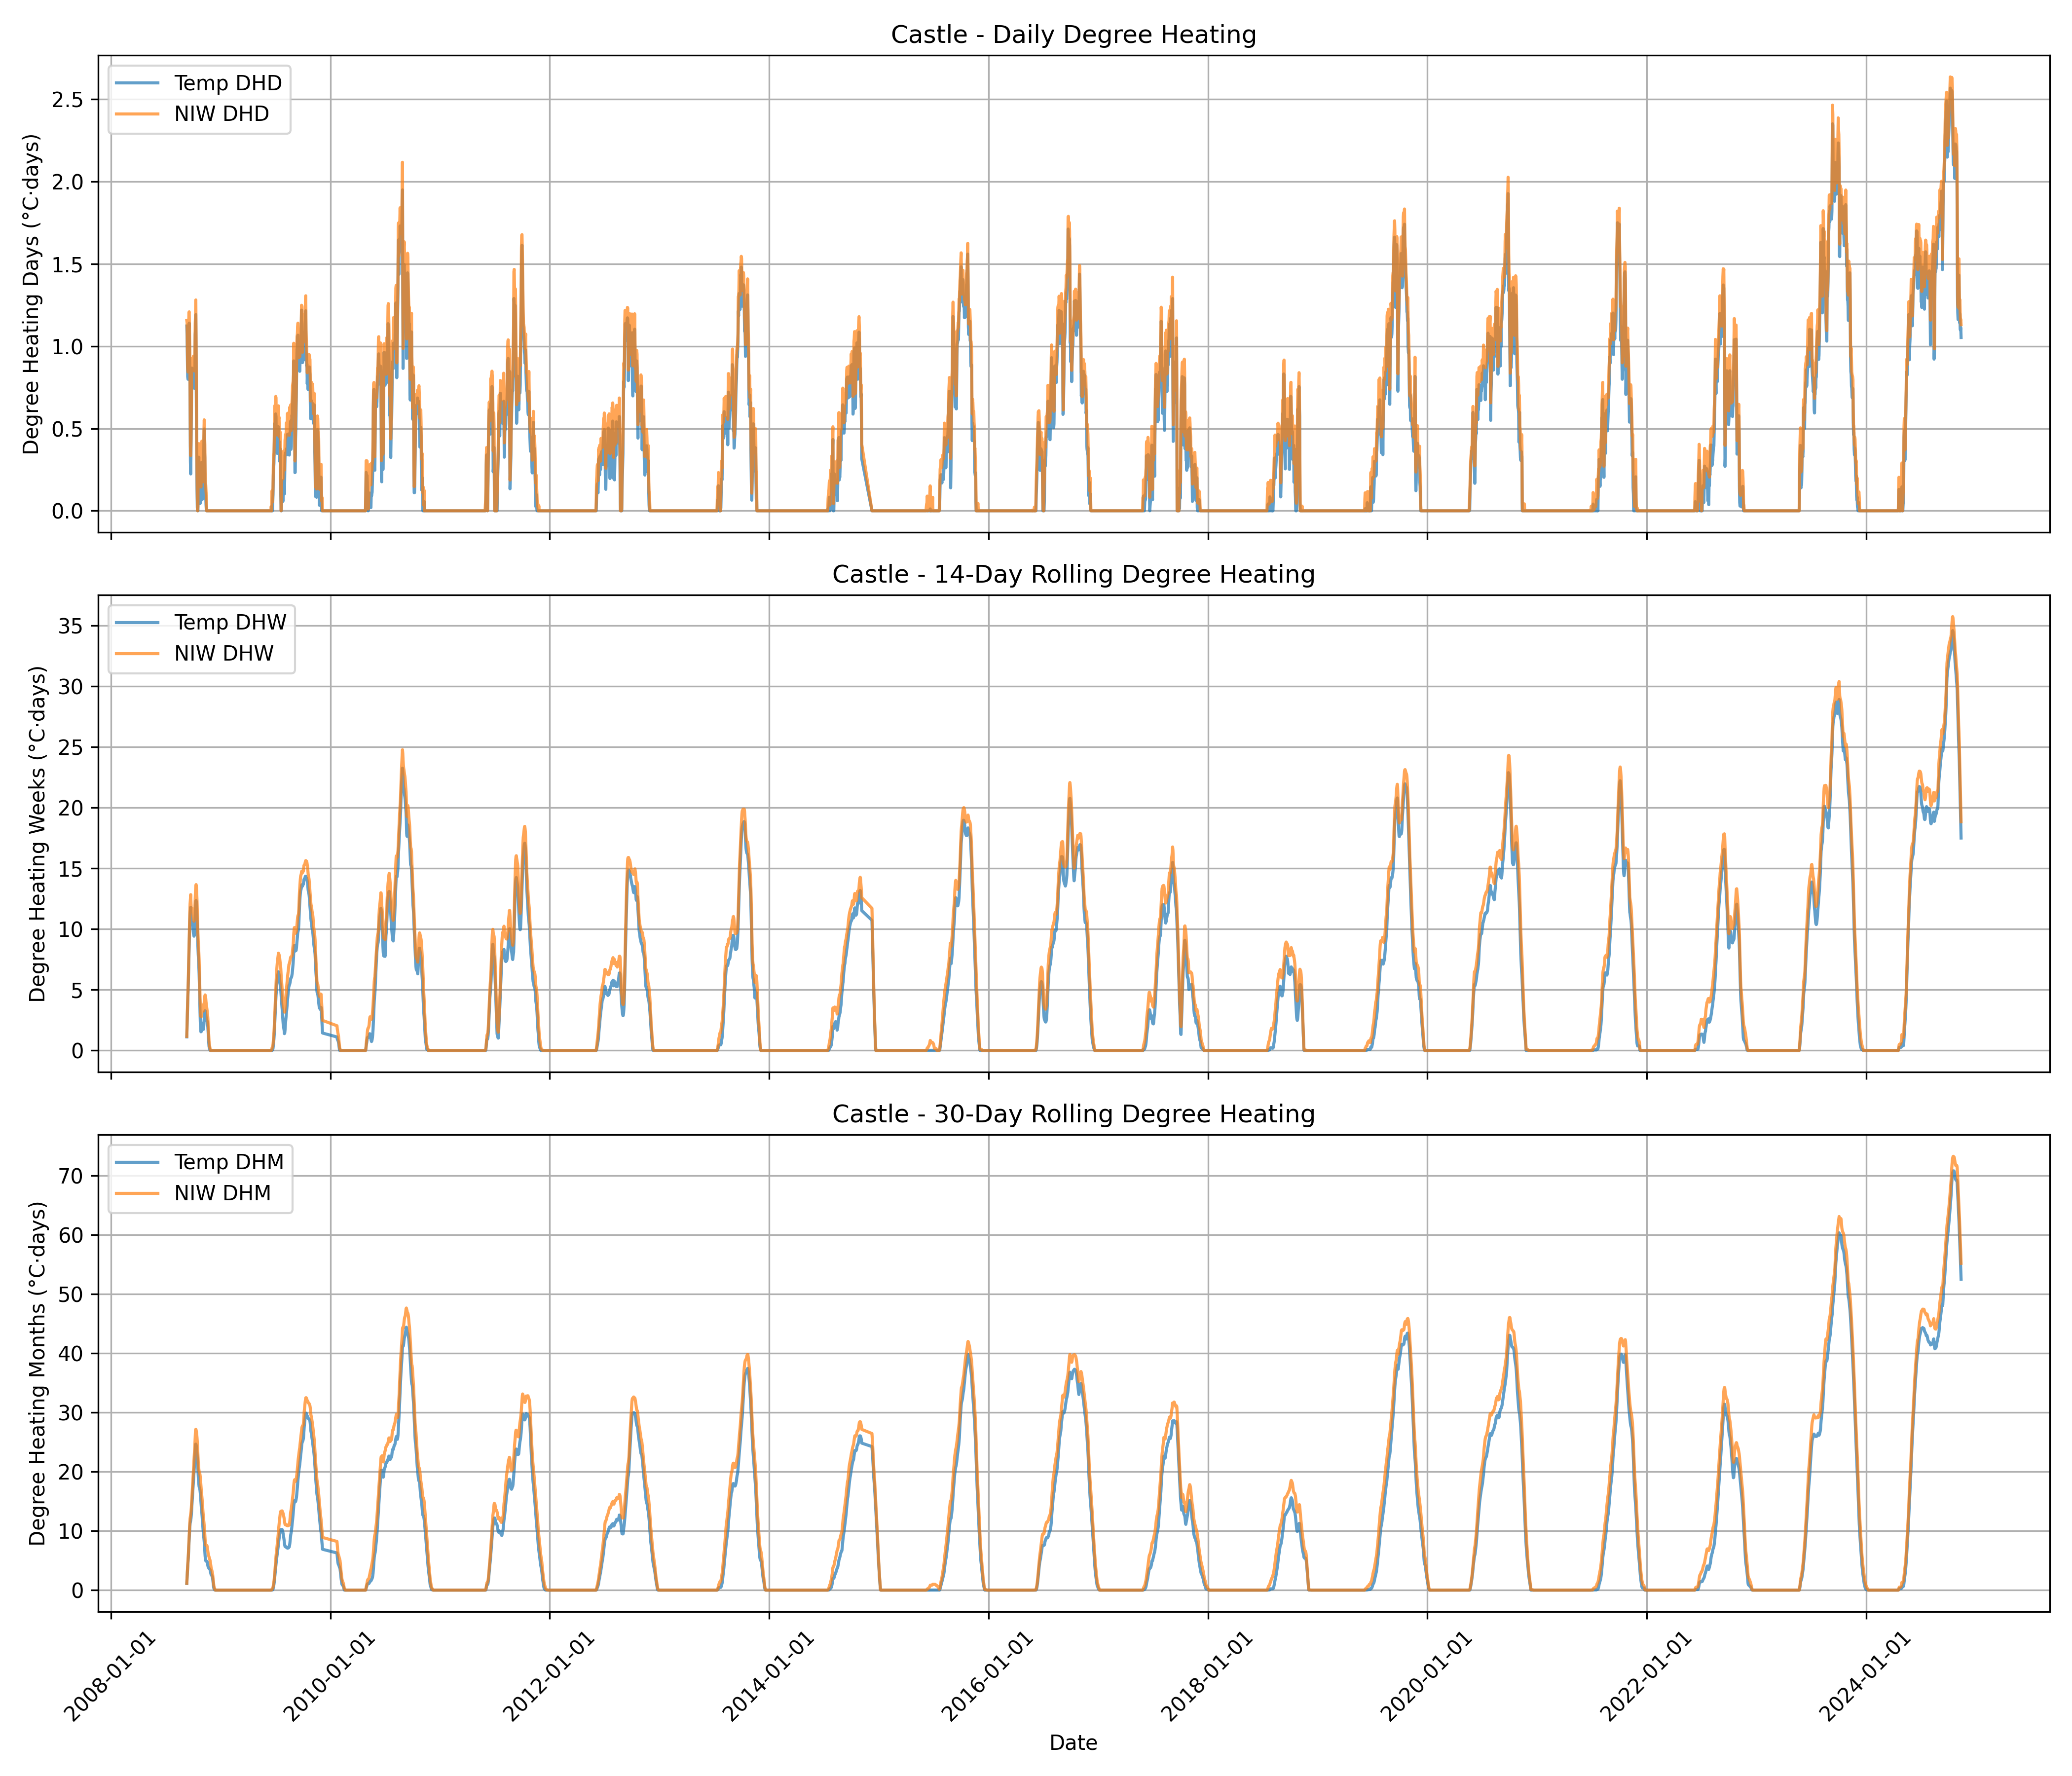 Castle - Daily Degree Heating
Temp DHD
NIW DHD
Degree Heating Days (°C·days)
2.5
2.0
1.5
1.0
0.5
0.0
Castle - 14-Day Rolling Degree Heating
Temp DHW
NIW DHW
Degree Heating Weeks (°C·days)
35
30
25
20
15
10
5
0
Castle - 30-Day Rolling Degree Heating
Temp DHM
NIW DHM
Degree Heating Months (°C·days)
70
60
50
40
30
20
10
0
2008-01-01
2010-01-01
2012-01-01
2014-01-01
2016-01-01
2018-01-01
2020-01-01
2022-01-01
2024-01-01
Date